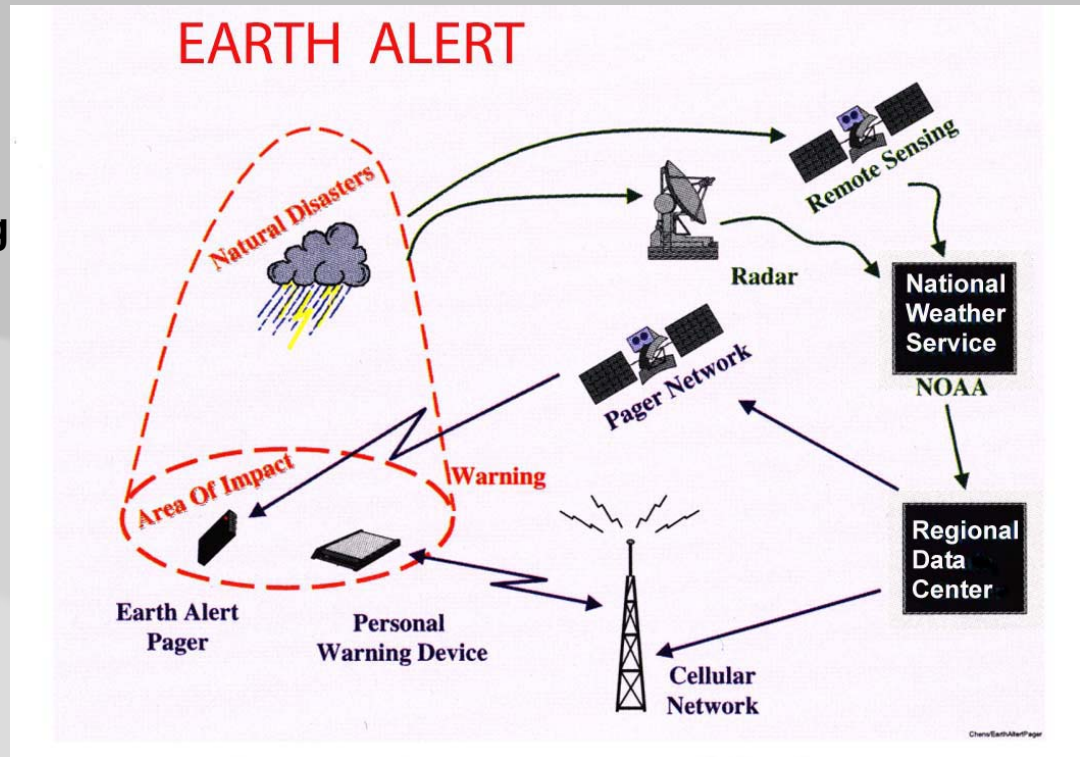 EARTH ALERT
Natural Disasters
Remote Sensing
g
Radar
National
Weather
Service
NOAA
Pager Network
Area Of Impact
Warning
Regional
Data
Center
Earth Alert
Pager
Personal
Warning Device
Cellular
Network